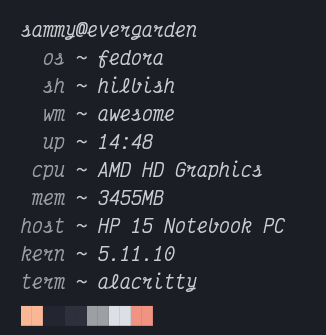 sammy@evergarden
os ~ fedora
sh ~ hilbish
wm ~ awesome
up ~ 14:48
cpu ~ AMD HD Graphics
mem ~ 3455MB
host ~ HP 15 Notebook PC
kern ~ 5.11.10
term ~ alacritty